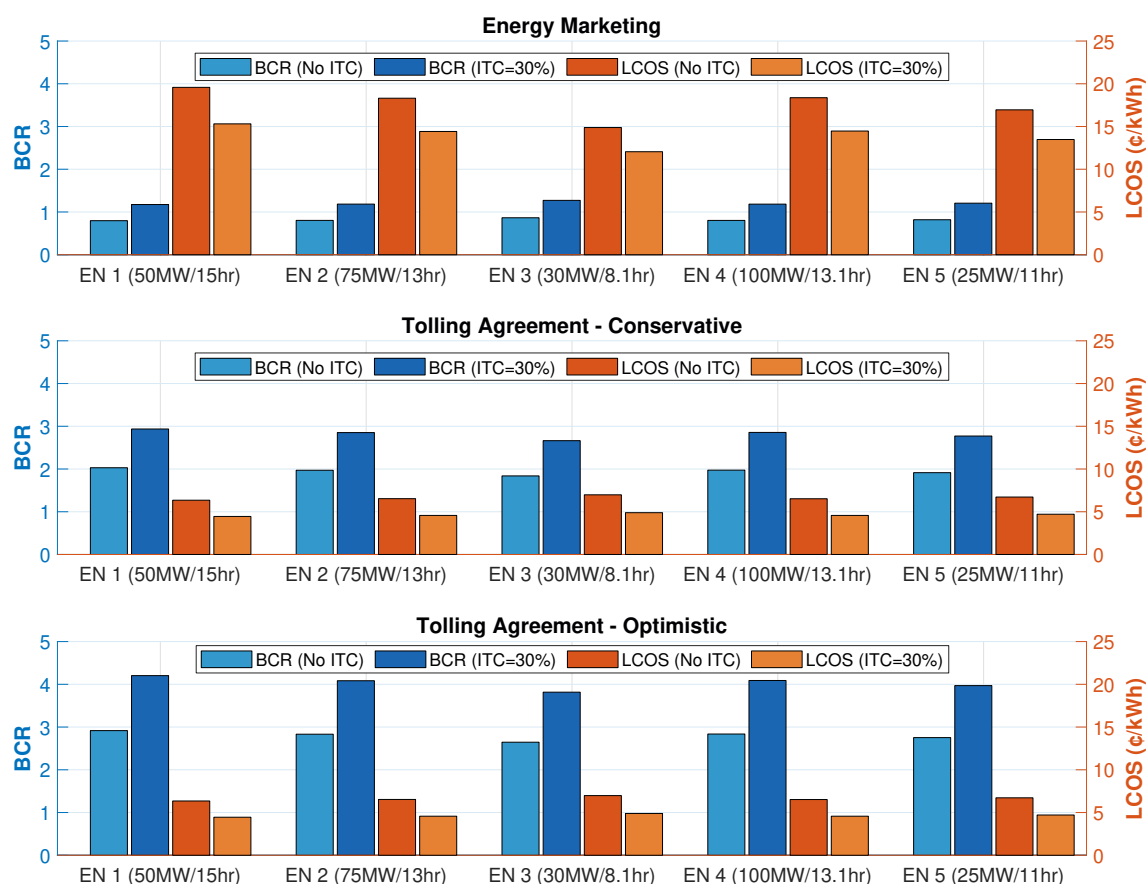 Energy Marketing
BCR (No ITC) BCR (ITC=30%) LCOS (No ITC) LCOS (ITC=30%)
5
4
3
2
1
0
BCR
25
20
15
10
5
0
LCOS (¢/kWh)
EN 1 (50MW/15hr) EN 2 (75MW/13hr) EN 3 (30MW/8.1hr) EN 4 (100MW/13.1hr) EN 5 (25MW/11hr)
Tolling Agreement - Conservative
BCR (No ITC) BCR (ITC=30%) LCOS (No ITC) LCOS (ITC=30%)
5
4
3
2
1
0
BCR
25
20
15
10
5
0
LCOS (¢/kWh)
EN 1 (50MW/15hr) EN 2 (75MW/13hr) EN 3 (30MW/8.1hr) EN 4 (100MW/13.1hr) EN 5 (25MW/11hr)
Tolling Agreement - Optimistic
BCR (No ITC) BCR (ITC=30%) LCOS (No ITC) LCOS (ITC=30%)
5
4
3
2
1
0
BCR
25
20
15
10
5
0
LCOS (¢/kWh)
EN 1 (50MW/15hr) EN 2 (75MW/13hr) EN 3 (30MW/8.1hr) EN 4 (100MW/13.1hr) EN 5 (25MW/11hr)